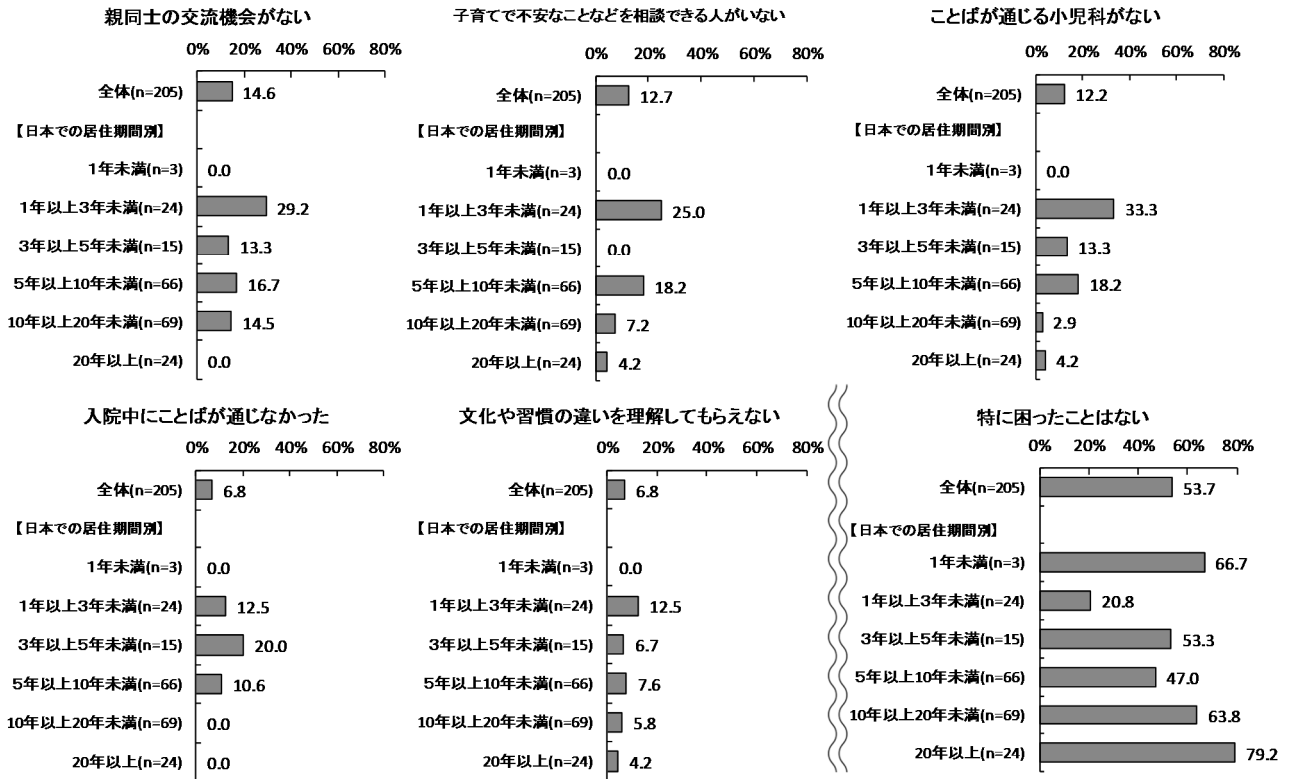 親同士の交流機会がない
0% 20% 40% 60% 80%
全体(n=205) 14.6
【日本での居住期間別】
1年未満(n=3) 0.0
1年以上3年未満(n=24) 29.2
3年以上5年未満(n=15) 13.3
5年以上10年未満(n=66) 16.7
10年以上20年未満(n=69) 14.5
20年以上(n=24) 0.0
子育てで不安なことなどを相談できる人がいない
0% 20% 40% 60% 80%
全体(n=205) 12.7
【日本での居住期間別】
1年未満(n=3) 0.0
1年以上3年未満(n=24) 25.0
3年以上5年未満(n=15) 0.0
5年以上10年未満(n=66) 18.2
10年以上20年未満(n=69) 7.2
20年以上(n=24) 4.2
ことばが通じる小児科がない
0% 20% 40% 60% 80%
全体(n=205) 12.2
【日本での居住期間別】
1年未満(n=3) 0.0
1年以上3年未満(n=24) 33.3
3年以上5年未満(n=15) 13.3
5年以上10年未満(n=66) 18.2
10年以上20年未満(n=69) 2.9
20年以上(n=24) 4.2
入院中にことばが通じなかった
0% 20% 40% 60% 80%
全体(n=205) 6.8
【日本での居住期間別】
1年未満(n=3) 0.0
1年以上3年未満(n=24) 12.5
3年以上5年未満(n=15) 20.0
5年以上10年未満(n=66) 10.6
10年以上20年未満(n=69) 0.0
20年以上(n=24) 0.0
文化や習慣の違いを理解してもらえない
0% 20% 40% 60% 80%
全体(n=205) 6.8
【日本での居住期間別】
1年未満(n=3) 0.0
1年以上3年未満(n=24) 12.5
3年以上5年未満(n=15) 6.7
5年以上10年未満(n=66) 7.6
10年以上20年未満(n=69) 5.8
20年以上(n=24) 4.2
特に困ったことはない
0% 20% 40% 60% 80%
全体(n=205) 53.7
【日本での居住期間別】
1年未満(n=3) 66.7
1年以上3年未満(n=24) 20.8
3年以上5年未満(n=15) 53.3
5年以上10年未満(n=66) 47.0
10年以上20年未満(n=69) 63.8
20年以上(n=24) 79.2